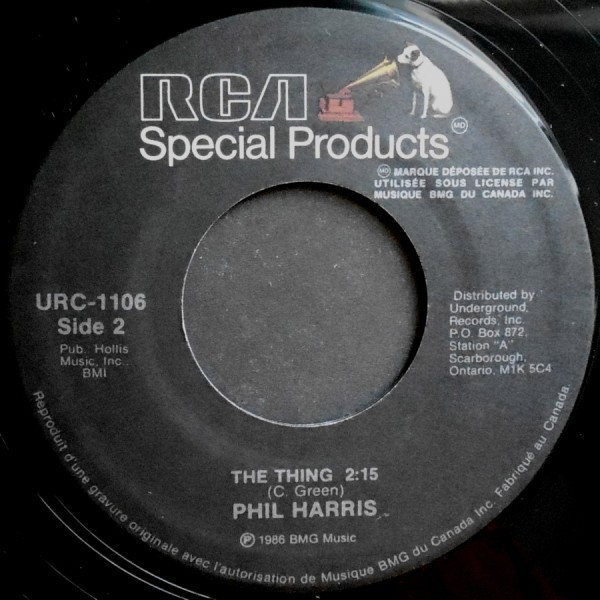 RCA
Special Products MD
MD MARQUE DÉPOSÉE DE RCA INC.
UTILISÉE SOUS LICENSE PAR
MUSIQUE BMG DU CANADA INC.
URC-1106
Side 2
Pub.: Hollis
Music, Inc..
BMI
Distributed by
Underground,
Records, Inc.
P.O. Box 872,
Station "A"
Scarborough,
Ontario, M1K 5C4
THE THING 2:15
(C. Green)
PHIL HARRIS
℗ 1986 BMG Music
Reproduit d'une gravure originale avec l'autorisation de Musique BMG du Canada Inc. Fabriqué au Canada.